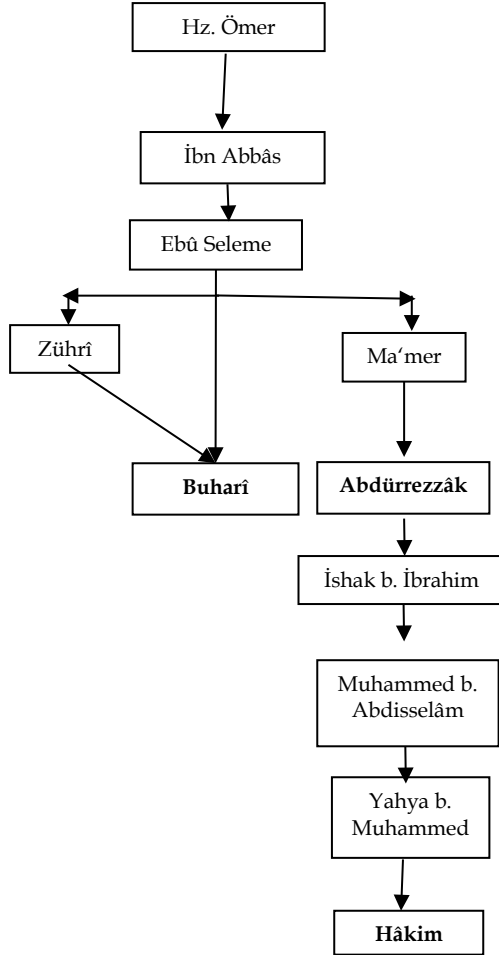 Hz. Ömer
İbn Abbâs
Ebû Seleme
Zührî
Ma‘mer
Buharî
Abdürrezzâk
İshak b. İbrahim
Muhammed b.
Abdisselâm
Yahya b.
Muhammed
Hâkim